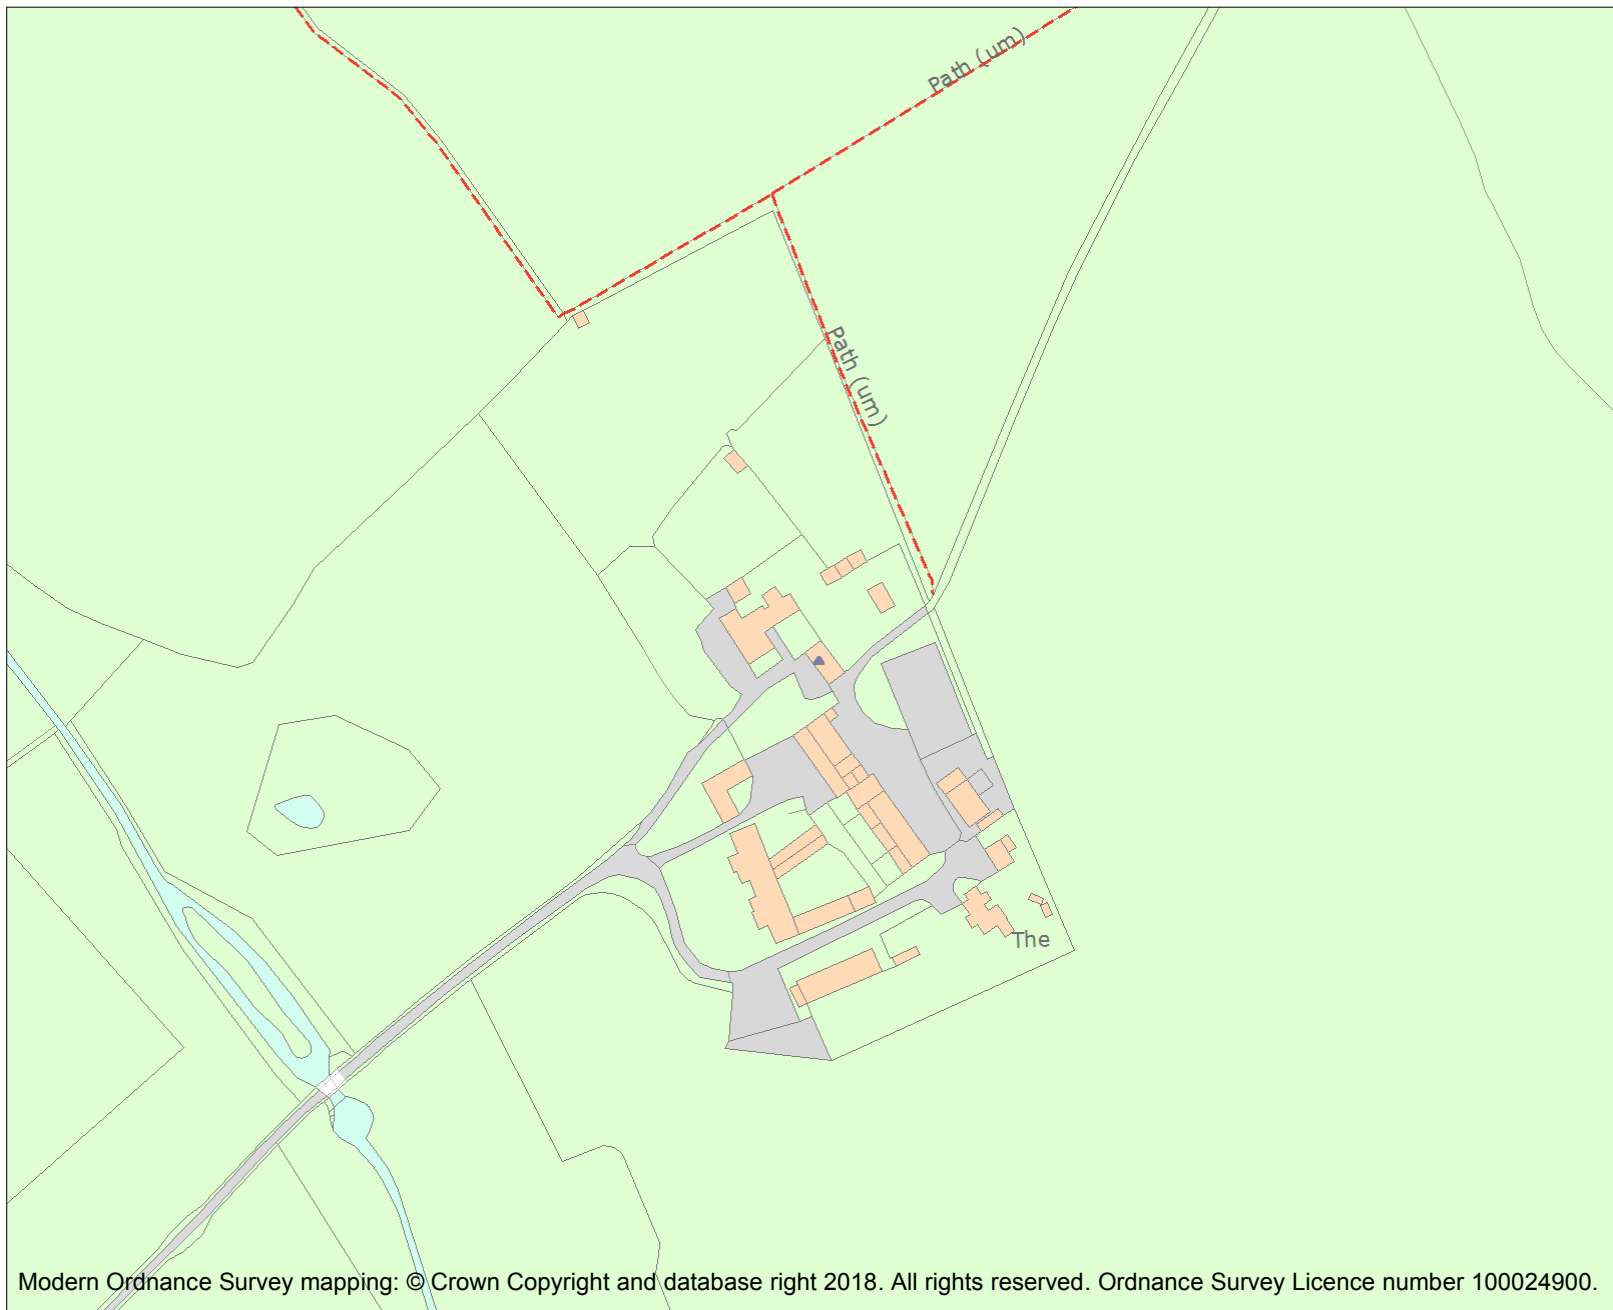 Path (um)
Path (um)
The
Modern Ordnance Survey mapping: © Crown Copyright and database right 2018. All rights reserved. Ordnance Survey Licence number 100024900.